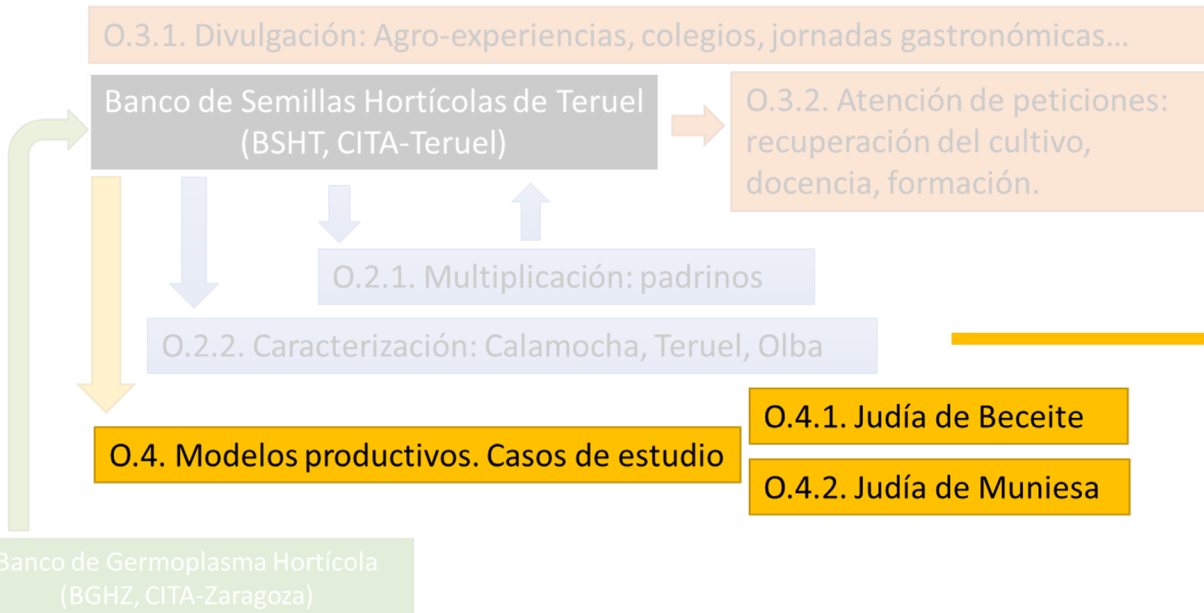 O.3.1. Divulgación: Agro-experiencias, colegios, jornadas gastronómicas...
Banco de Semillas Hortícolas de Teruel
(BSHT, CITA-Teruel)
O.3.2. Atención de peticiones:
recuperación del cultivo,
docencia, formación.
O.2.1. Multiplicación: padrinos
O.2.2. Caracterización: Calamocha, Teruel, Olba
O.4. Modelos productivos. Casos de estudio
O.4.1. Judía de Beceite
O.4.2. Judía de Muniesa
Banco de Germoplasma Hortícola
(BGHZ, CITA-Zaragoza)